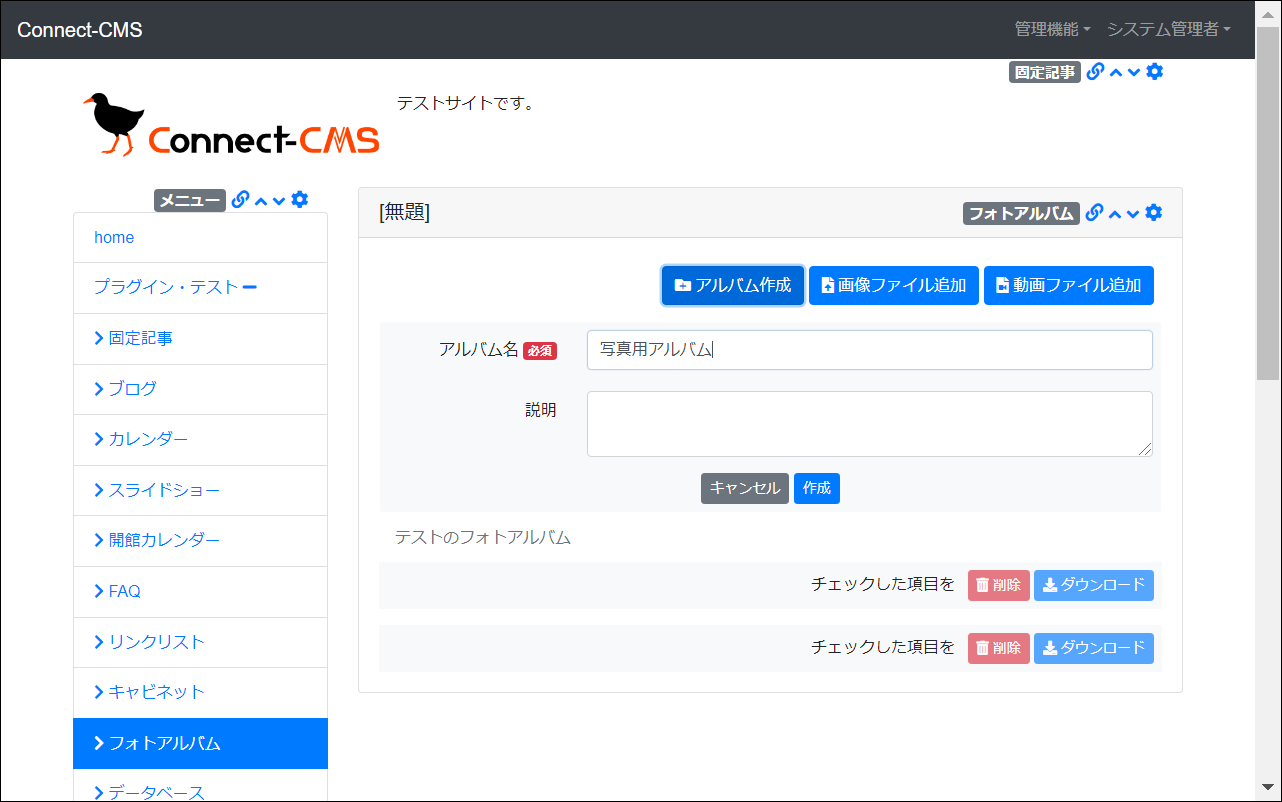 Connect-CMS
管理機能 システム管理者
固定記事
Connect-CMS
テストサイトです。
メニュー
home
プラグイン・テスト
固定記事
ブログ
カレンダー
スライドショー
開館カレンダー
FAQ
リンクリスト
キャビネット
フォトアルバム
データベース
[無題]
フォトアルバム
アルバム作成 画像ファイル追加 動画ファイル追加
アルバム名 必須 写真用アルバム
説明
キャンセル 作成
テストのフォトアルバム
チェックした項目を 削除 ダウンロード
チェックした項目を 削除 ダウンロード